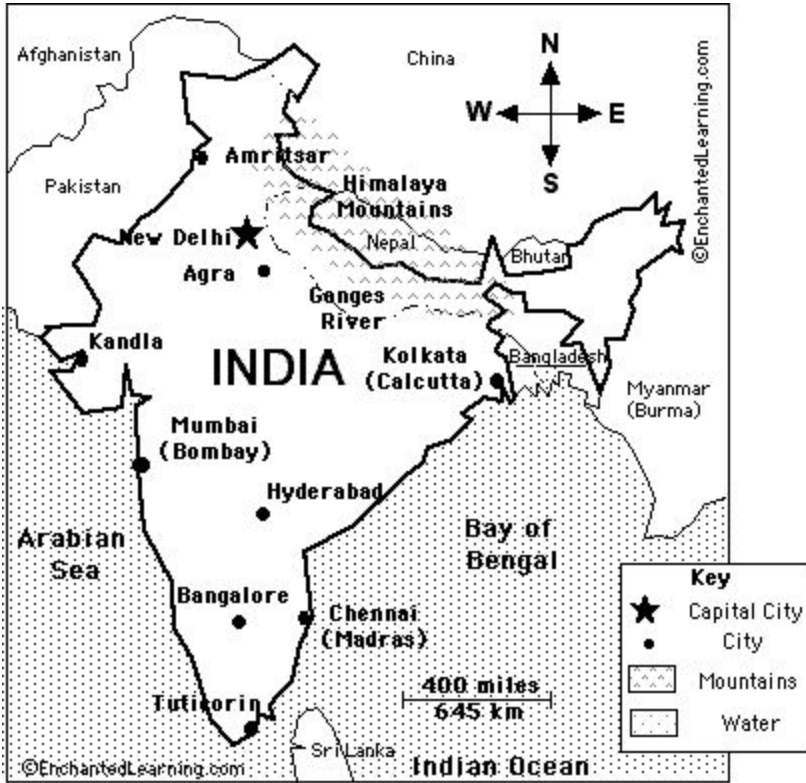 Afghanistan
China
N
W E
S
©EnchantedLearning.com
Pakistan
Amritsar
Himalaya
Mountains
New Delhi
Nepal
Bhutan
Agra
Ganges
River
Kandla
INDIA
Kolkata
(Calcutta)
Bangladesh
Myanmar
(Burma)
Mumbai
(Bombay)
Hyderabad
Arabian
Sea
Bay of
Bengal
Bangalore
Chennai
(Madras)
Key
Capital City
City
Mountains
Water
400 miles
645 km
Tuticorin
Sri Lanka
©EnchantedLearning.com
Indian Ocean